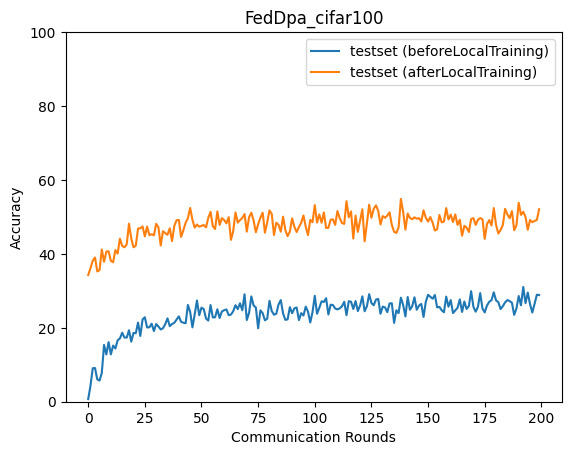 FedDpa_cifar100
testset (beforeLocalTraining)
testset (afterLocalTraining)
Accuracy
100
80
60
40
20
0
0 25 50 75 100 125 150 175 200
Communication Rounds